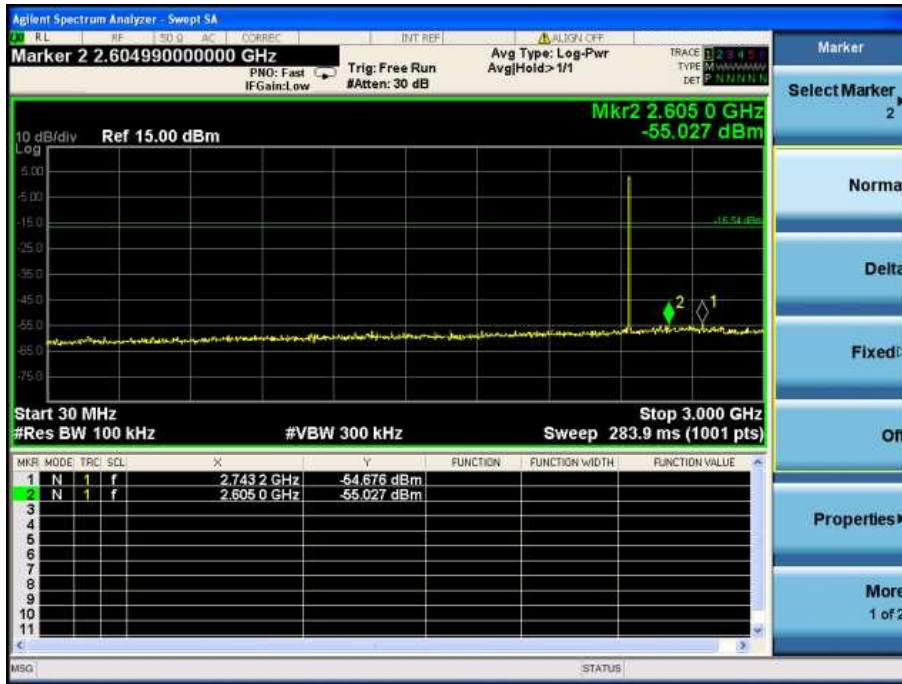 Agilent Spectrum Analyzer - Swept SA
RL RF 50 Ω AC CORREC INT REF ALIGN OFF
Marker 2 2.604990000000 GHz
PNO: Fast
IFGain:Low
Trig: Free Run
#Atten: 30 dB
Avg Type: Log-Pwr
Avg|Hold:>1/1
TRACE 1 2 3 4 5 6
TYPE M
DET P N N N N N
Mkr2 2.605 0 GHz
-55.027 dBm
10 dB/div Ref 15.00 dBm
Log
5.00
-5.00
-15.0
-16.54 dBm
-25.0
-35.0
-45.0
2 1
-55.0
-65.0
-75.0
Start 30 MHz Stop 3.000 GHz
#Res BW 100 kHz #VBW 300 kHz Sweep 283.9 ms (1001 pts)
MKR MODE TRC SCL X Y FUNCTION FUNCTION WIDTH FUNCTION VALUE
1 N 1 f 2.743 2 GHz -54.676 dBm
2 N 1 f 2.605 0 GHz -55.027 dBm
3
4
5
6
7
8
9
10
11
MSG STATUS
Marker
Select Marker
2
Norma
Delta
Fixed
Off
Properties
More
1 of 2